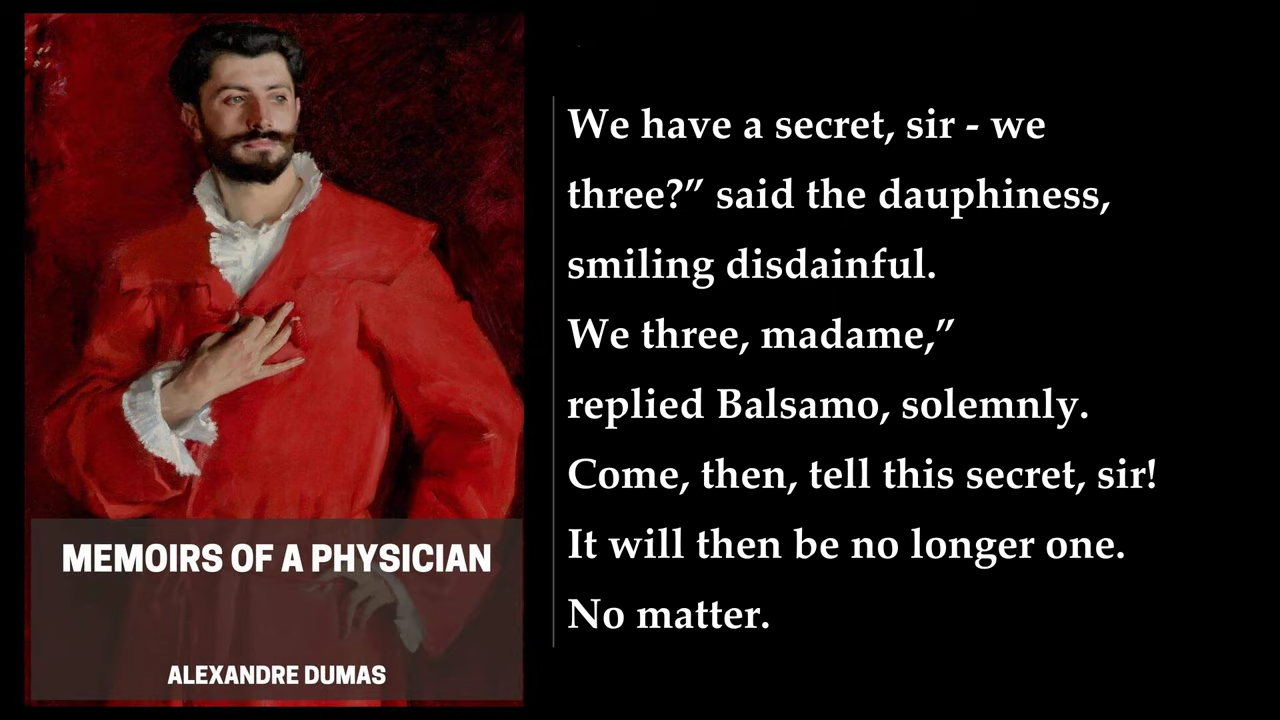 MEMOIRS OF A PHYSICIAN
ALEXANDRE DUMAS
We have a secret, sir - we
three?” said the dauphiness,
smiling disdainful.
We three, madame,”
replied Balsamo, solemnly.
Come, then, tell this secret, sir!
It will then be no longer one.
No matter.